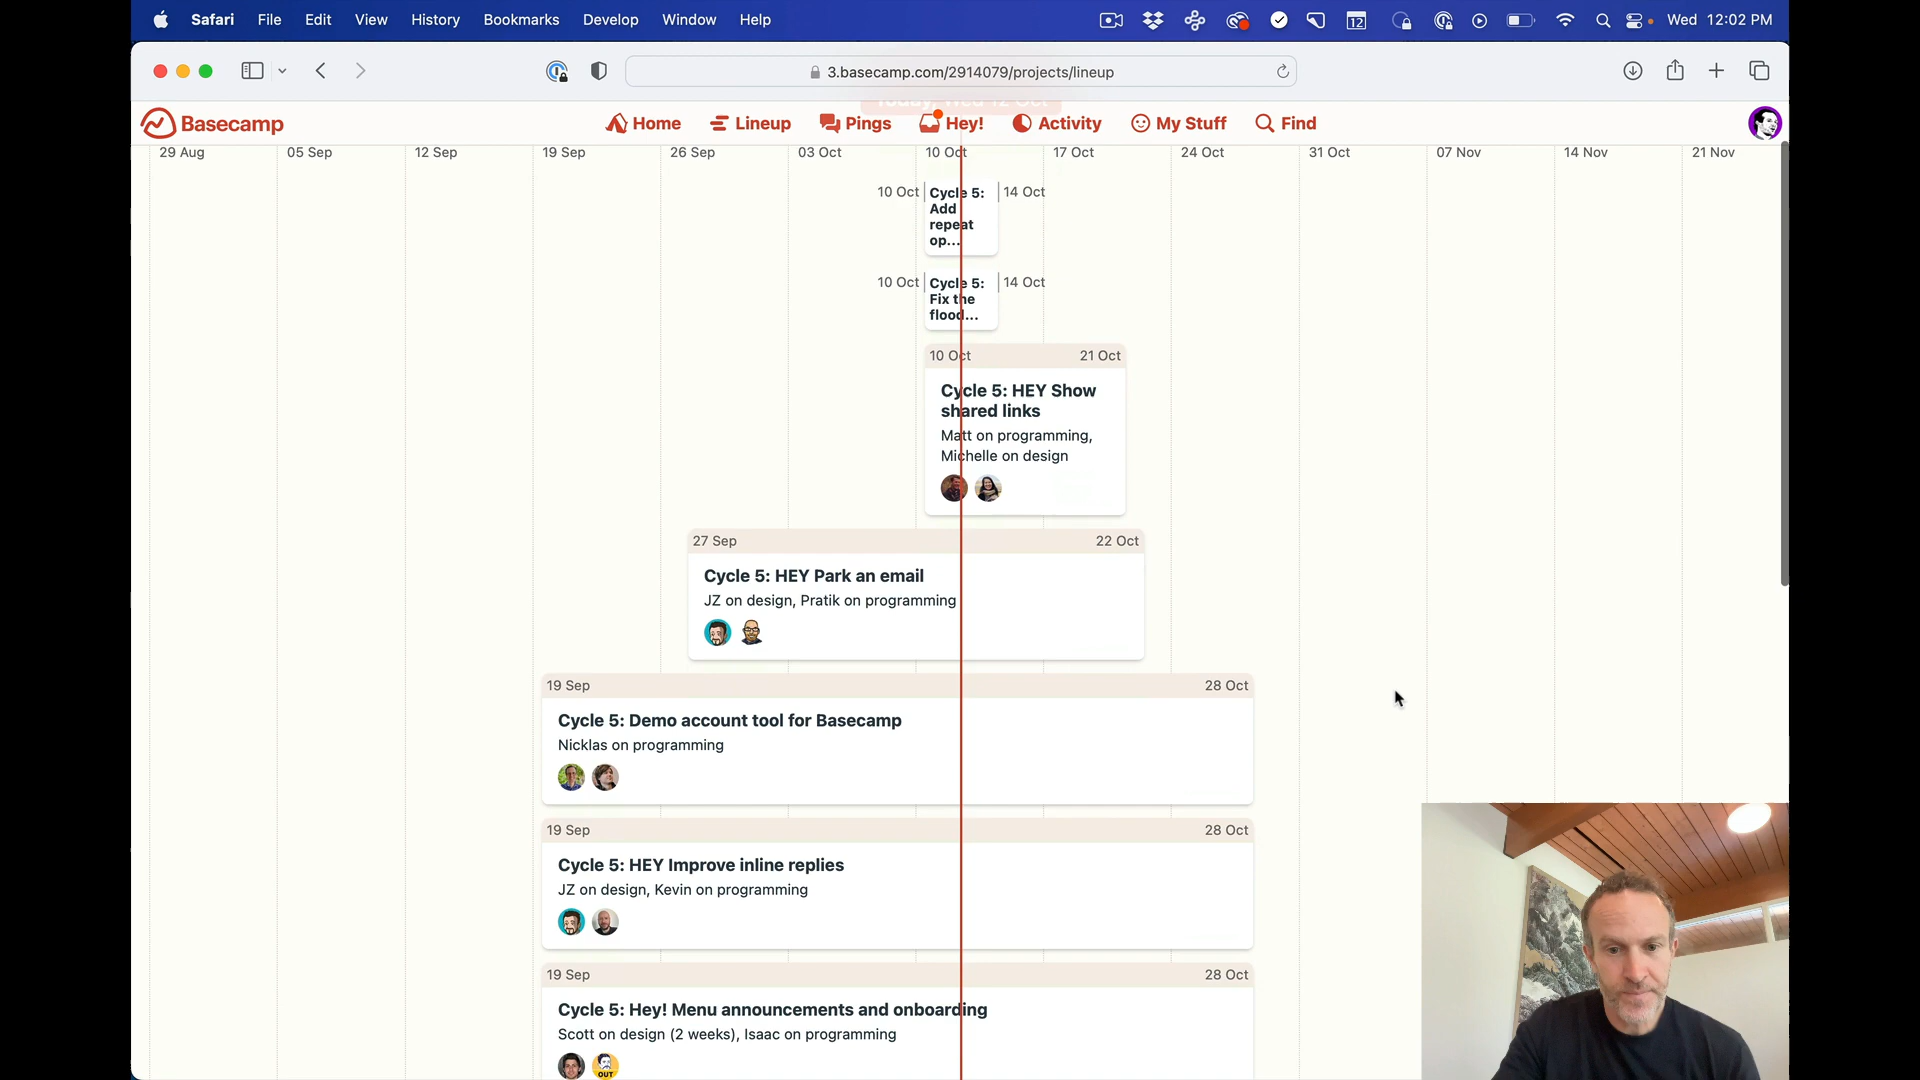 Safari File Edit View History Bookmarks Develop Window Help 12 Wed 12:02 PM
3.basecamp.com/2914079/projects/lineup
Today, Wed 12 Oct
Basecamp Home Lineup Pings Hey! Activity My Stuff Find
29 Aug 05 Sep 12 Sep 19 Sep 26 Sep 03 Oct 10 Oct 17 Oct 24 Oct 31 Oct 07 Nov 14 Nov 21 Nov
10 Oct Cycle 5: 14 Oct
Add
repeat
op...
10 Oct Cycle 5: 14 Oct
Fix the
flood...
10 Oct 21 Oct
Cycle 5: HEY Show
shared links
Matt on programming,
Michelle on design
27 Sep 22 Oct
Cycle 5: HEY Park an email
JZ on design, Pratik on programming
19 Sep 28 Oct
Cycle 5: Demo account tool for Basecamp
Nicklas on programming
19 Sep 28 Oct
Cycle 5: HEY Improve inline replies
JZ on design, Kevin on programming
19 Sep 28 Oct
Cycle 5: Hey! Menu announcements and onboarding
Scott on design (2 weeks), Isaac on programming
OUT